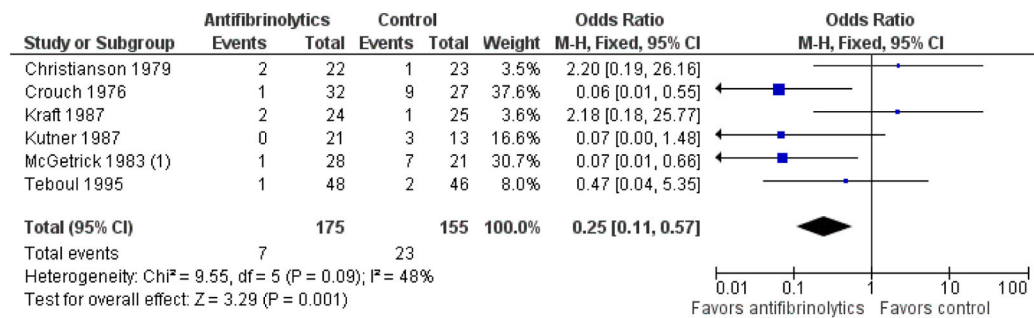 Antifibrinolytics Control Odds Ratio Odds Ratio
Study or Subgroup Events Total Events Total Weight M-H, Fixed, 95% CI M-H, Fixed, 95% CI
Christianson 1979 2 22 1 23 3.5% 2.20 [0.19, 26.16]
Crouch 1976 1 32 9 27 37.6% 0.06 [0.01, 0.55]
Kraft 1987 2 24 1 25 3.6% 2.18 [0.18, 25.77]
Kutner 1987 0 21 3 13 16.6% 0.07 [0.00, 1.48]
McGetrick 1983 (1) 1 28 7 21 30.7% 0.07 [0.01, 0.66]
Teboul 1995 1 48 2 46 8.0% 0.47 [0.04, 5.35]
Total (95% CI) 175 155 100.0% 0.25 [0.11, 0.57]
Total events 7 23
Heterogeneity: Chi² = 9.55, df = 5 (P = 0.09); I² = 48%
Test for overall effect: Z = 3.29 (P = 0.001)
0.01 0.1 1 10 100
Favors antifibrinolytics Favors control